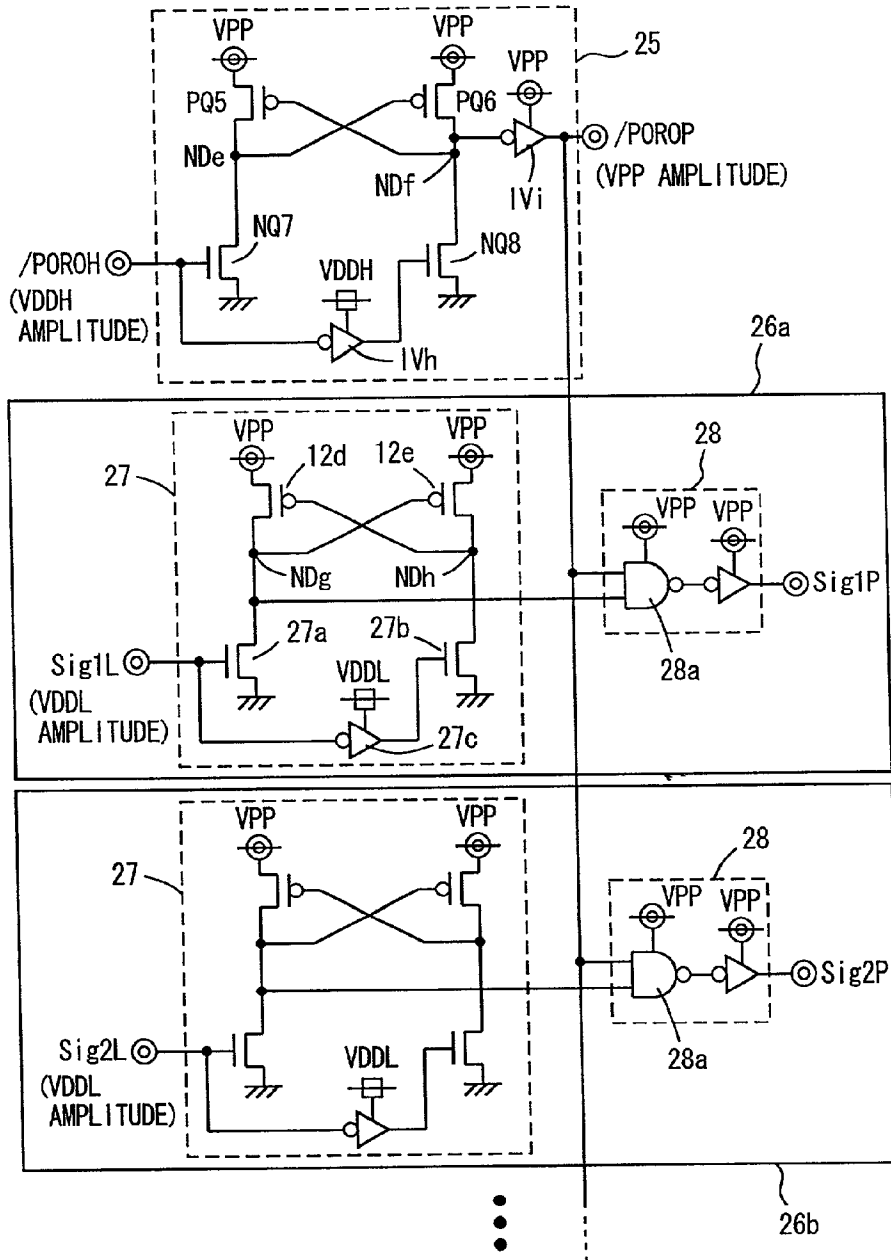 VPP
VPP
25
VPP
PQ5
PQ6
/POROP
(VPP AMPLITUDE)
NDe
NDf
IVi
NQ7
NQ8
/POROH
(VDDH
AMPLITUDE)
VDDH
IVh
26a
VPP
VPP
27
12d
12e
28
VPP
VPP
NDg
NDh
Sig1P
28a
27a
27b
Sig1L
(VDDL
AMPLITUDE)
VDDL
27c
VPP
VPP
27
28
VPP
VPP
Sig2P
28a
Sig2L
(VDDL
AMPLITUDE)
VDDL
26b